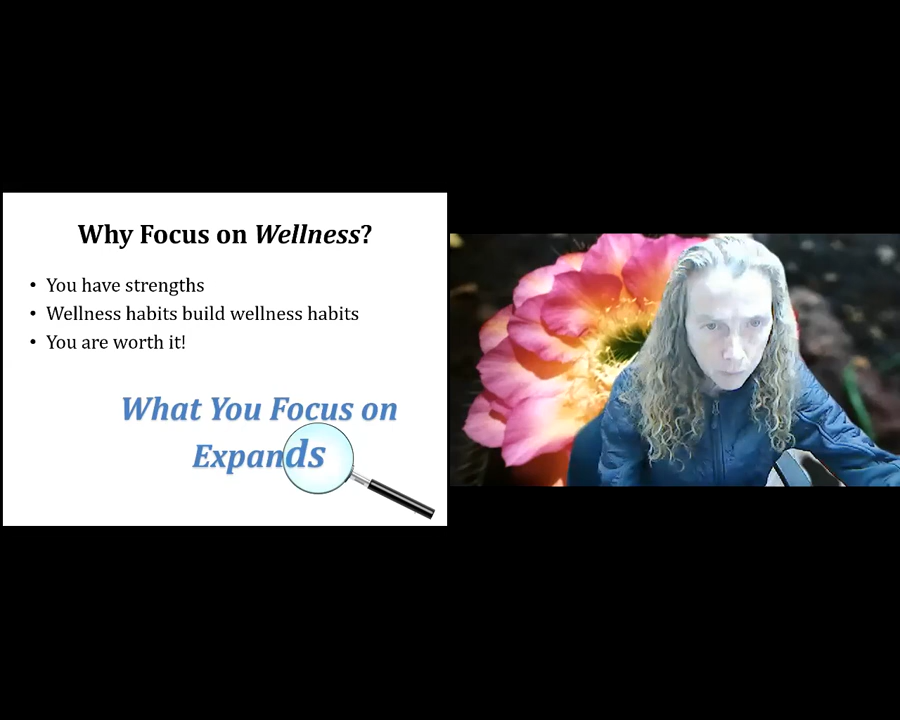 Why Focus on Wellness?
• You have strengths
• Wellness habits build wellness habits
• You are worth it!
What You Focus on
Expands